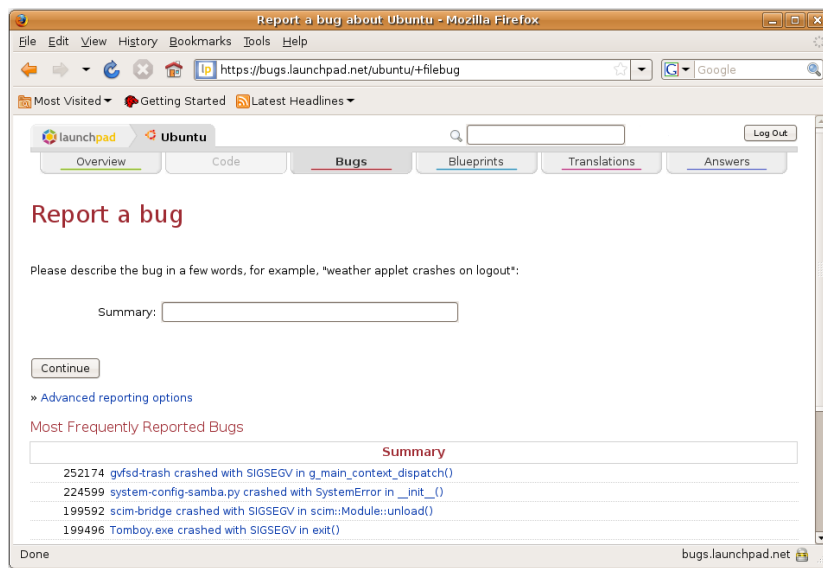 Report a bug about Ubuntu - Mozilla Firefox
File Edit View History Bookmarks Tools Help
lp https://bugs.launchpad.net/ubuntu/+filebug G Google
Most Visited Getting Started Latest Headlines
launchpad Ubuntu Log Out
Overview Code Bugs Blueprints Translations Answers
Report a bug
Please describe the bug in a few words, for example, "weather applet crashes on logout":
Summary:
Continue
» Advanced reporting options
Most Frequently Reported Bugs
Summary
252174 gvfsd-trash crashed with SIGSEGV in g_main_context_dispatch()
224599 system-config-samba.py crashed with SystemError in __init__()
199592 scim-bridge crashed with SIGSEGV in scim::Module::unload()
199496 Tomboy.exe crashed with SIGSEGV in exit()
Done bugs.launchpad.net